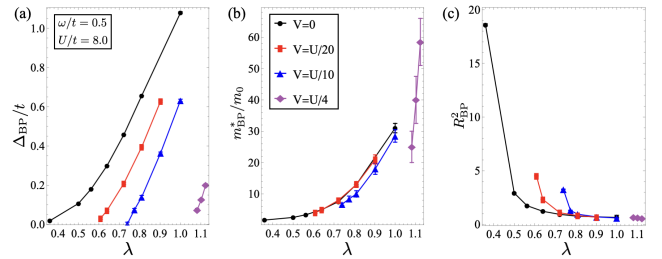 (a)
ω/t = 0.5
U/t = 8.0
Δ_BP/t
1.0
0.8
0.6
0.4
0.2
0.0
0.4 0.5 0.6 0.7 0.8 0.9 1.0 1.1
λ
(b)
V=0
V=U/20
V=U/10
V=U/4
m*_BP/m_0
60
50
40
30
20
10
0.4 0.5 0.6 0.7 0.8 0.9 1.0 1.1
λ
(c)
R²_BP
20
15
10
5
0
0.4 0.5 0.6 0.7 0.8 0.9 1.0 1.1
λ